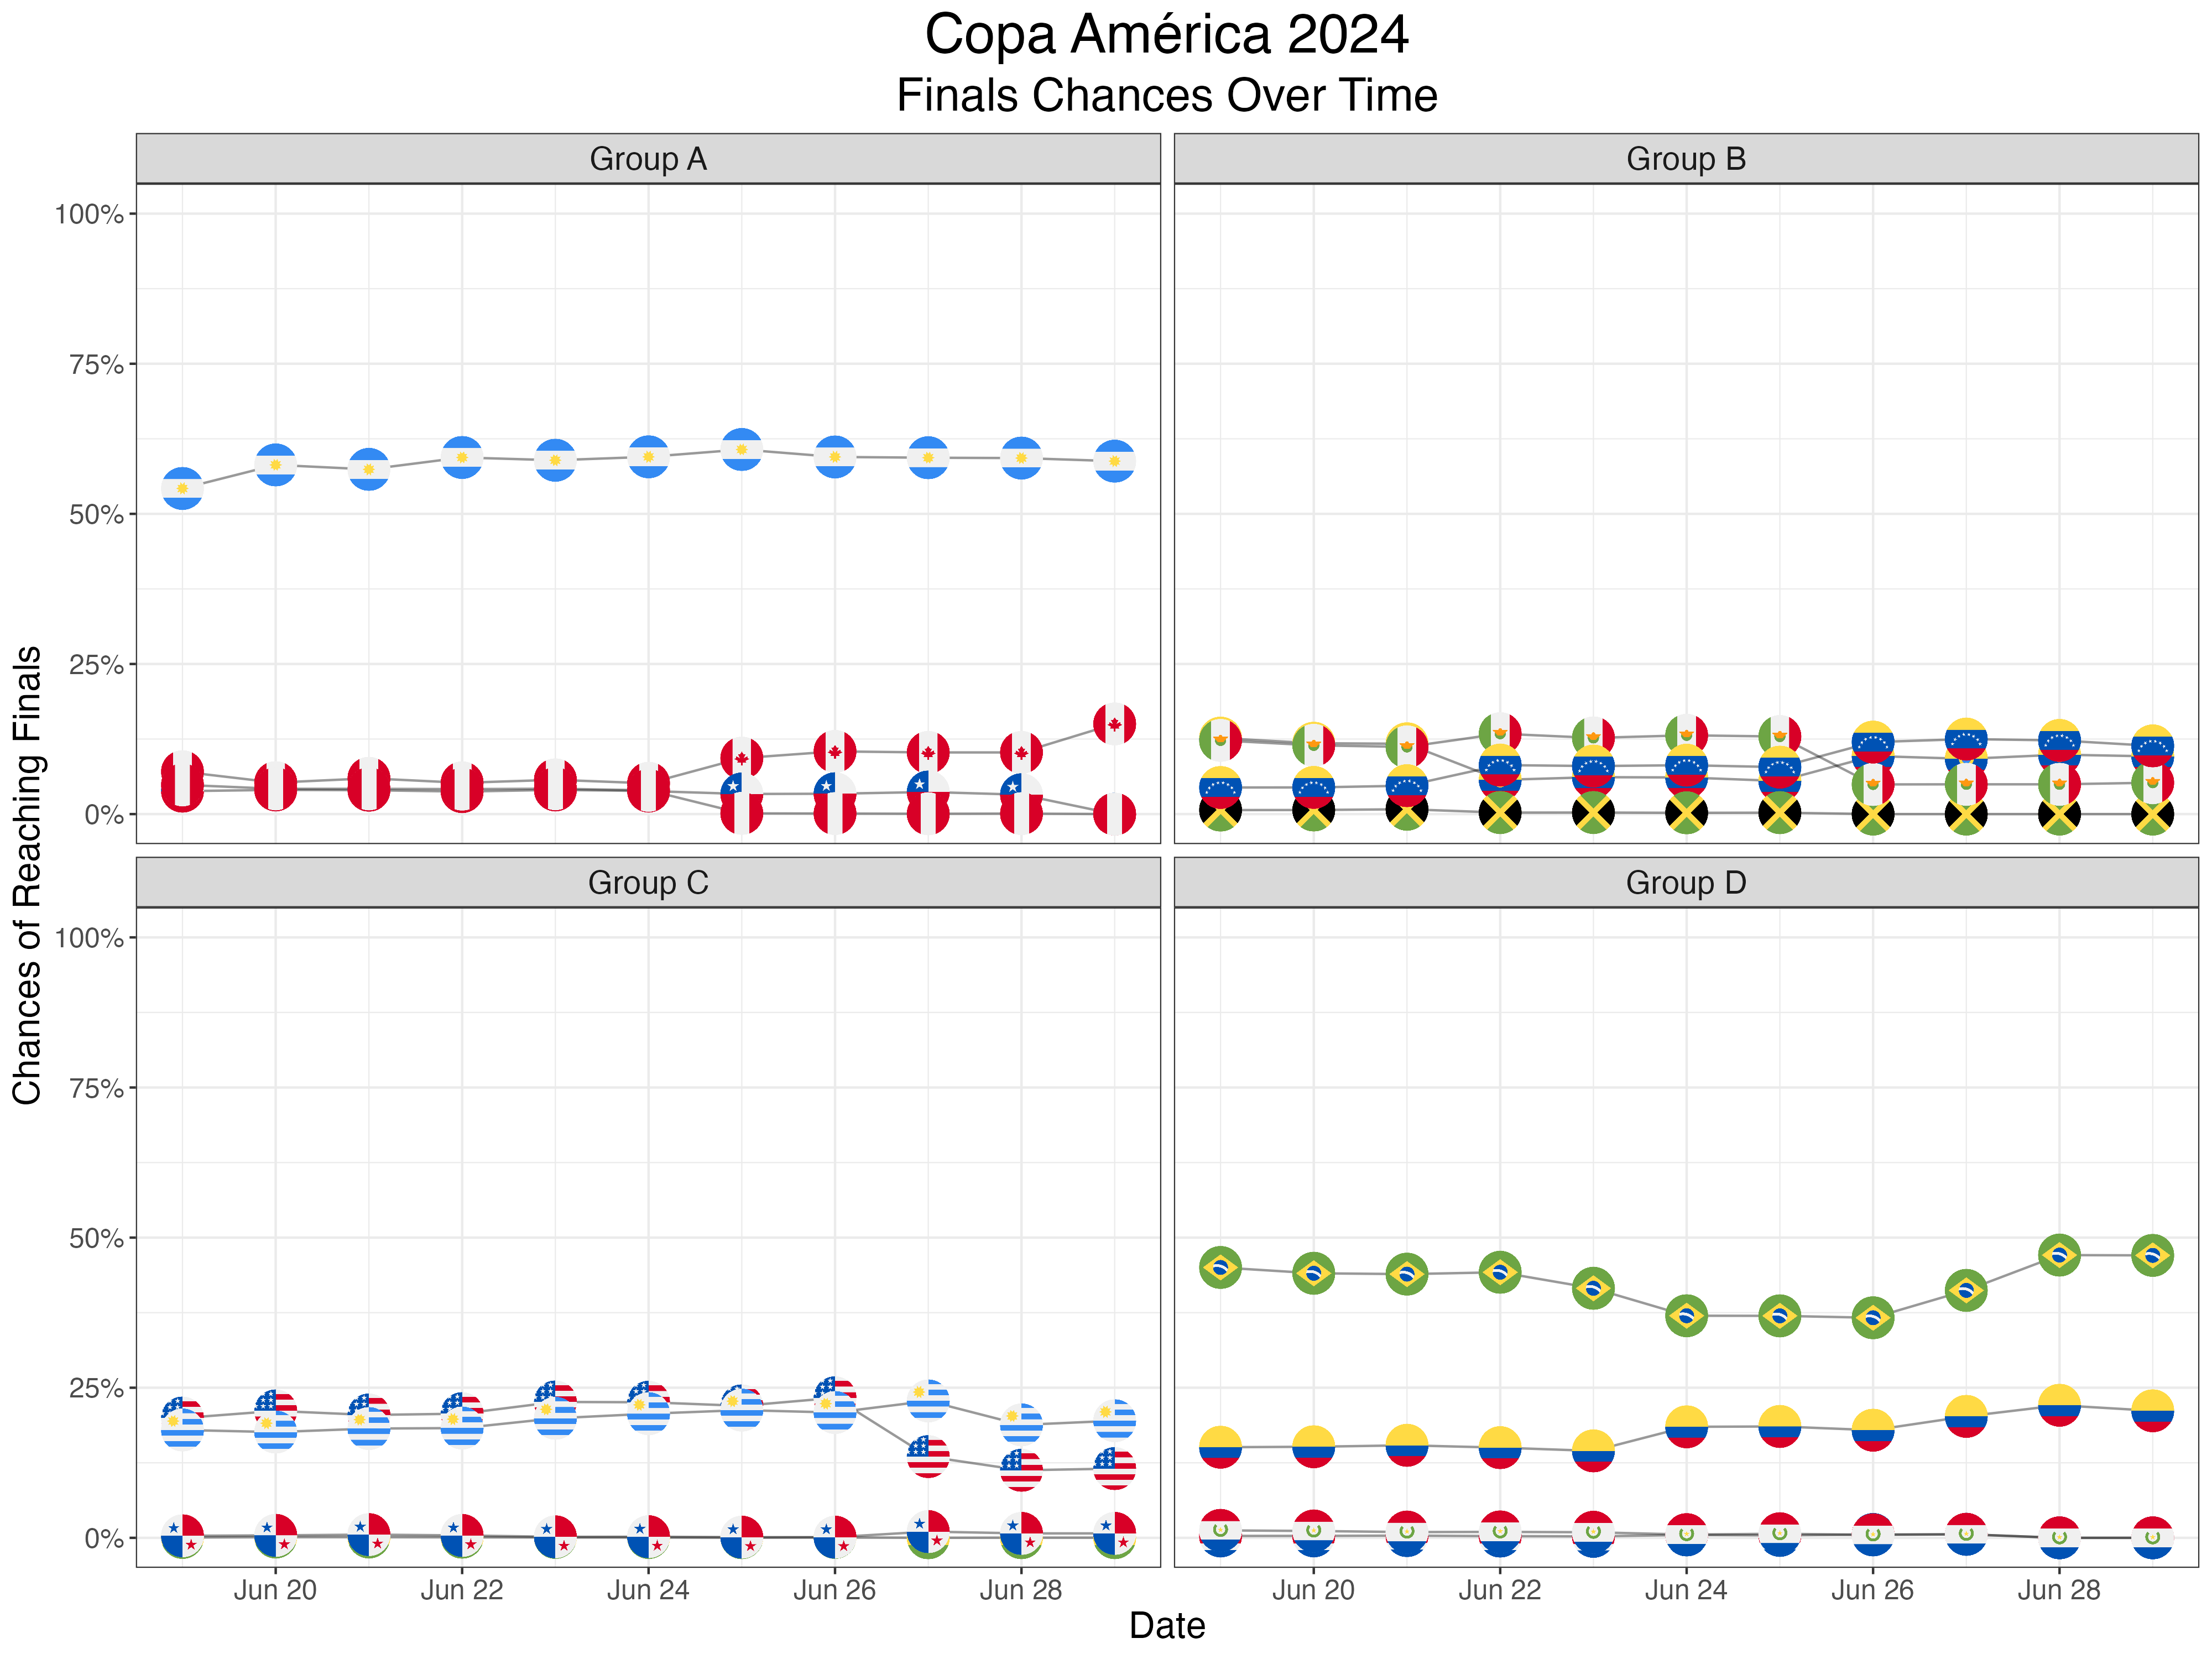 Copa América 2024
Finals Chances Over Time
Group A
Group B
100%
75%
50%
25%
0%
Group C
Group D
100%
75%
50%
25%
0%
Jun 20
Jun 22
Jun 24
Jun 26
Jun 28
Jun 20
Jun 22
Jun 24
Jun 26
Jun 28
Date
Chances of Reaching Finals